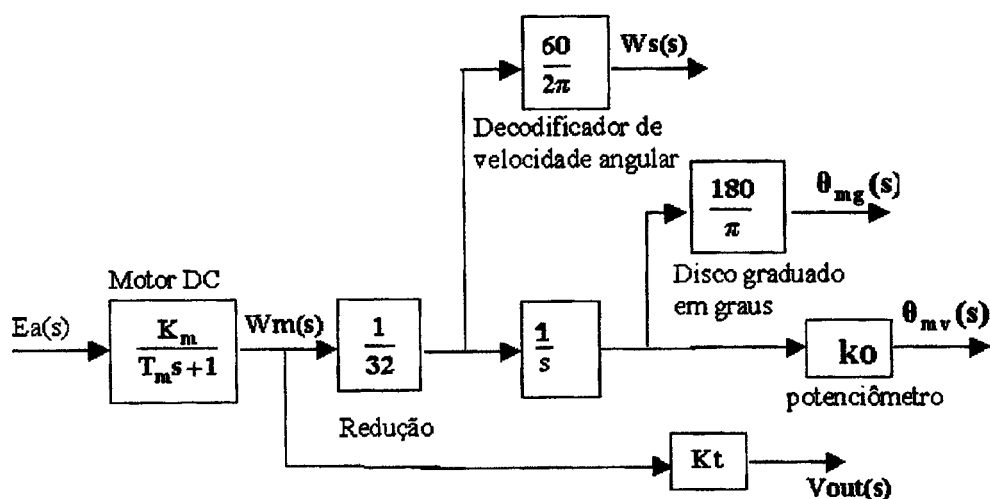 60
2π
Ws(s)
Decodificador de
velocidade angular
180
π
θmg(s)
Disco graduado
em graus
Motor DC
Ea(s)
Km
Tms+1
Wm(s)
1
32
Redução
1
s
ko
θmv(s)
potenciômetro
Kt
Vout(s)